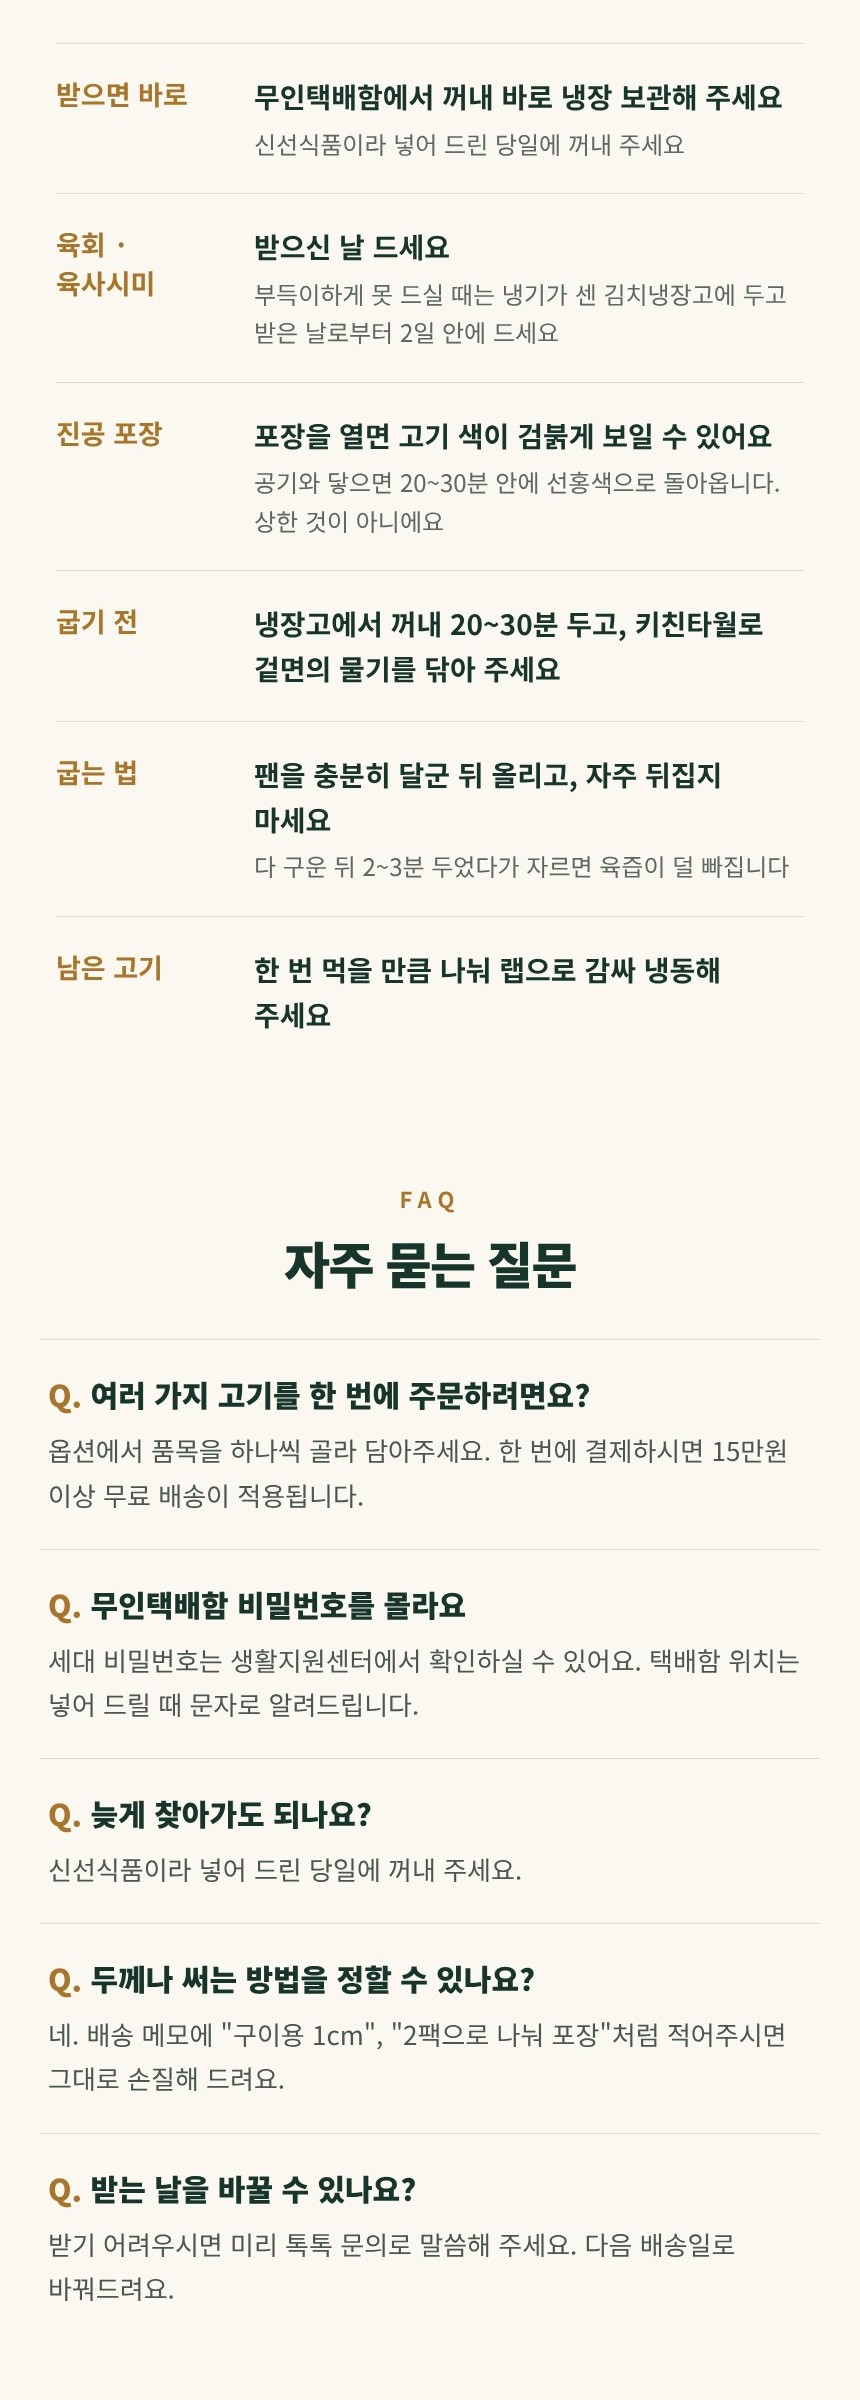 받으면 바로
무인택배함에서 꺼내 바로 냉장 보관해 주세요
신선식품이라 넣어 드린 당일에 꺼내 주세요
육회 ·
육사시미
받으신 날 드세요
부득이하게 못 드실 때는 냉기가 센 김치냉장고에 두고
받은 날로부터 2일 안에 드세요
진공 포장
포장을 열면 고기 색이 검붉게 보일 수 있어요
공기와 닿으면 20~30분 안에 선홍색으로 돌아옵니다.
상한 것이 아니에요
굽기 전
냉장고에서 꺼내 20~30분 두고, 키친타월로
겉면의 물기를 닦아 주세요
굽는 법
팬을 충분히 달군 뒤 올리고, 자주 뒤집지
마세요
다 구운 뒤 2~3분 두었다가 자르면 육즙이 덜 빠집니다
남은 고기
한 번 먹을 만큼 나눠 랩으로 감싸 냉동해
주세요
FAQ
자주 묻는 질문
Q. 여러 가지 고기를 한 번에 주문하려면요?
옵션에서 품목을 하나씩 골라 담아주세요. 한 번에 결제하시면 15만원
이상 무료 배송이 적용됩니다.
Q. 무인택배함 비밀번호를 몰라요
세대 비밀번호는 생활지원센터에서 확인하실 수 있어요. 택배함 위치는
넣어 드릴 때 문자로 알려드립니다.
Q. 늦게 찾아가도 되나요?
신선식품이라 넣어 드린 당일에 꺼내 주세요.
Q. 두께나 써는 방법을 정할 수 있나요?
네. 배송 메모에 "구이용 1cm", "2팩으로 나눠 포장"처럼 적어주시면
그대로 손질해 드려요.
Q. 받는 날을 바꿀 수 있나요?
받기 어려우시면 미리 톡톡 문의로 말씀해 주세요. 다음 배송일로
바꿔드려요.